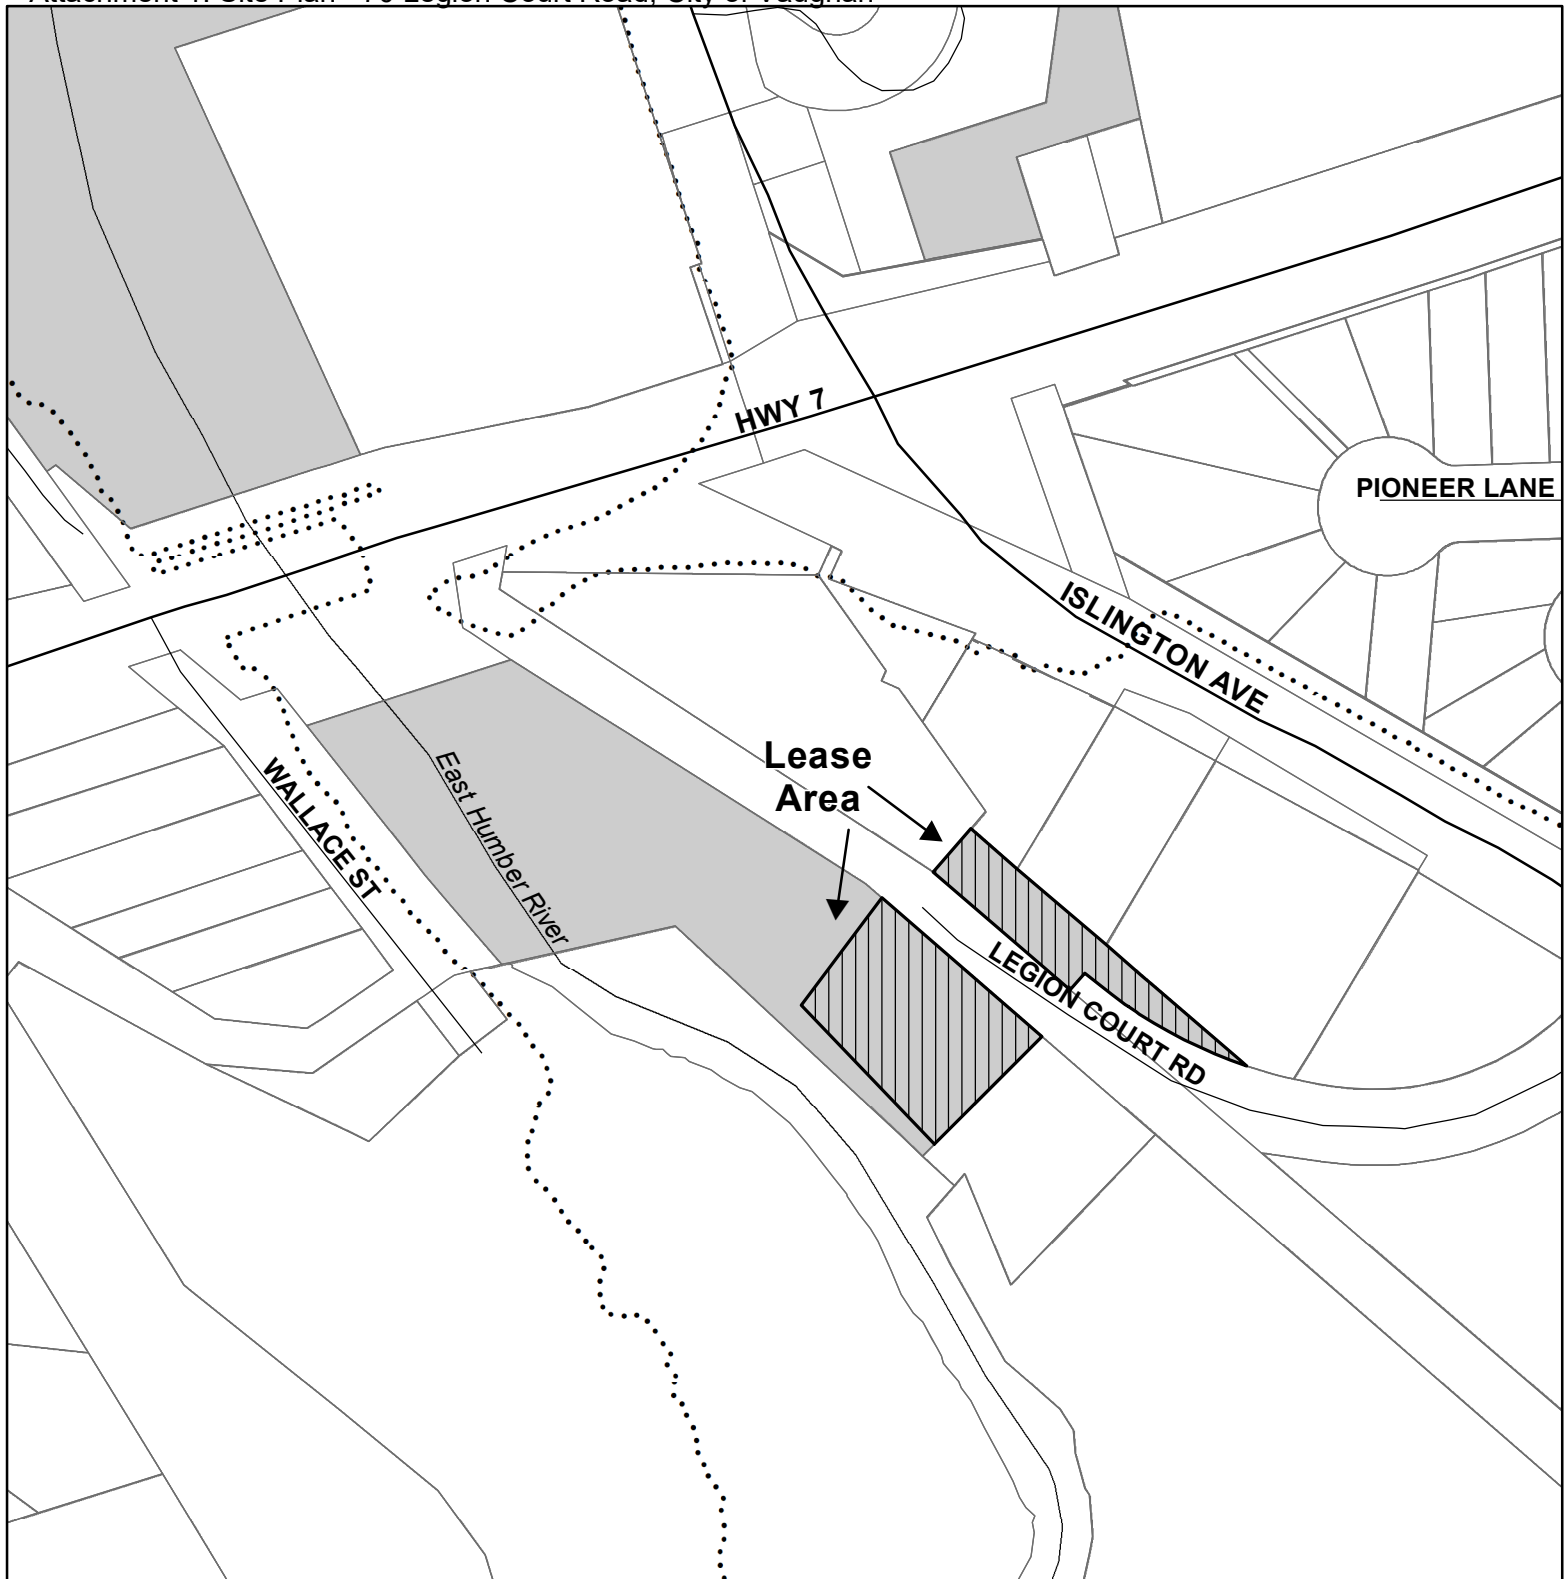 HWY 7
PIONEER LANE
ISLINGTON AVE
Lease
Area
East Humber River
WALLACE ST
LEGION COURT RD